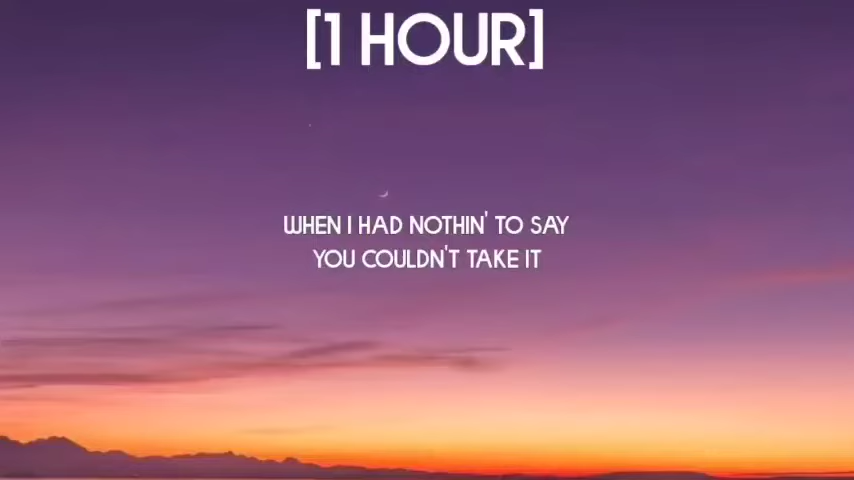 [1 HOUR]
WHEN I HAD NOTHIN' TO SAY
YOU COULDN'T TAKE IT